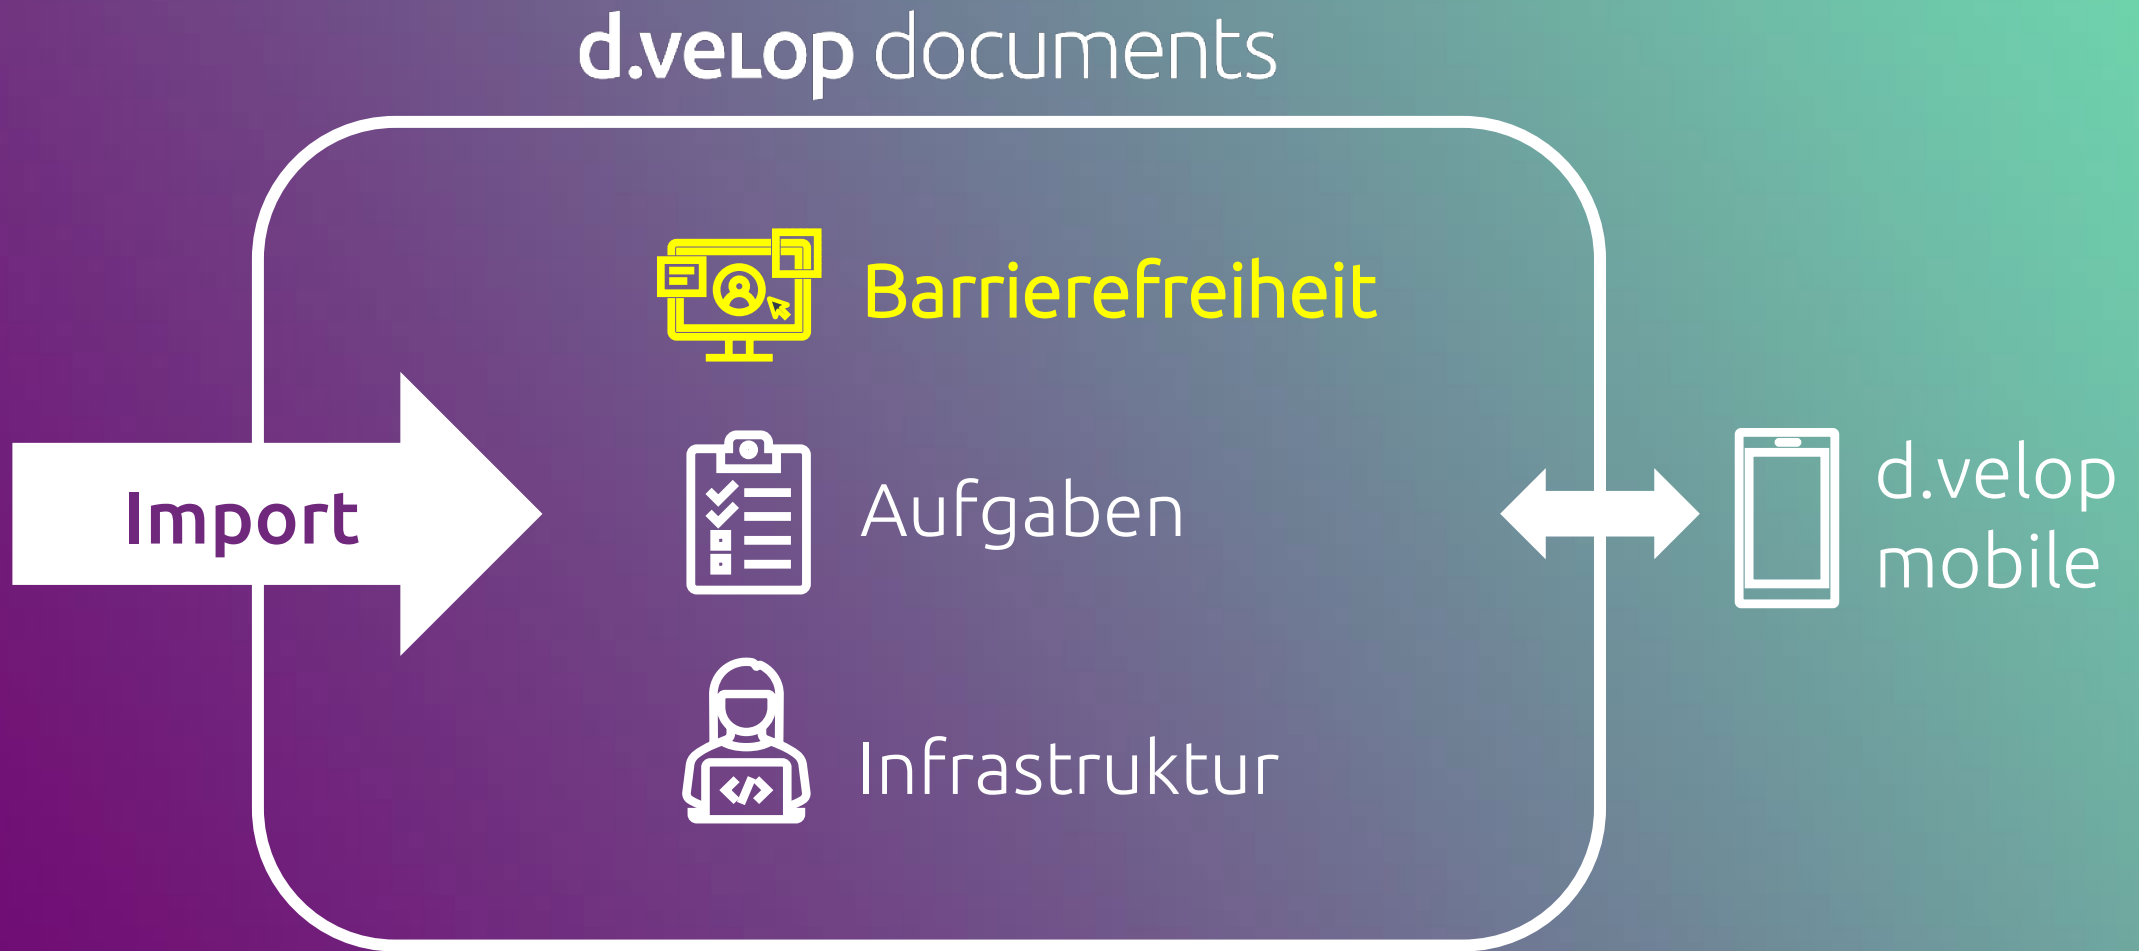 d.velop documents
Barrierefreiheit
Import
Aufgaben
d.velop
mobile
Infrastruktur